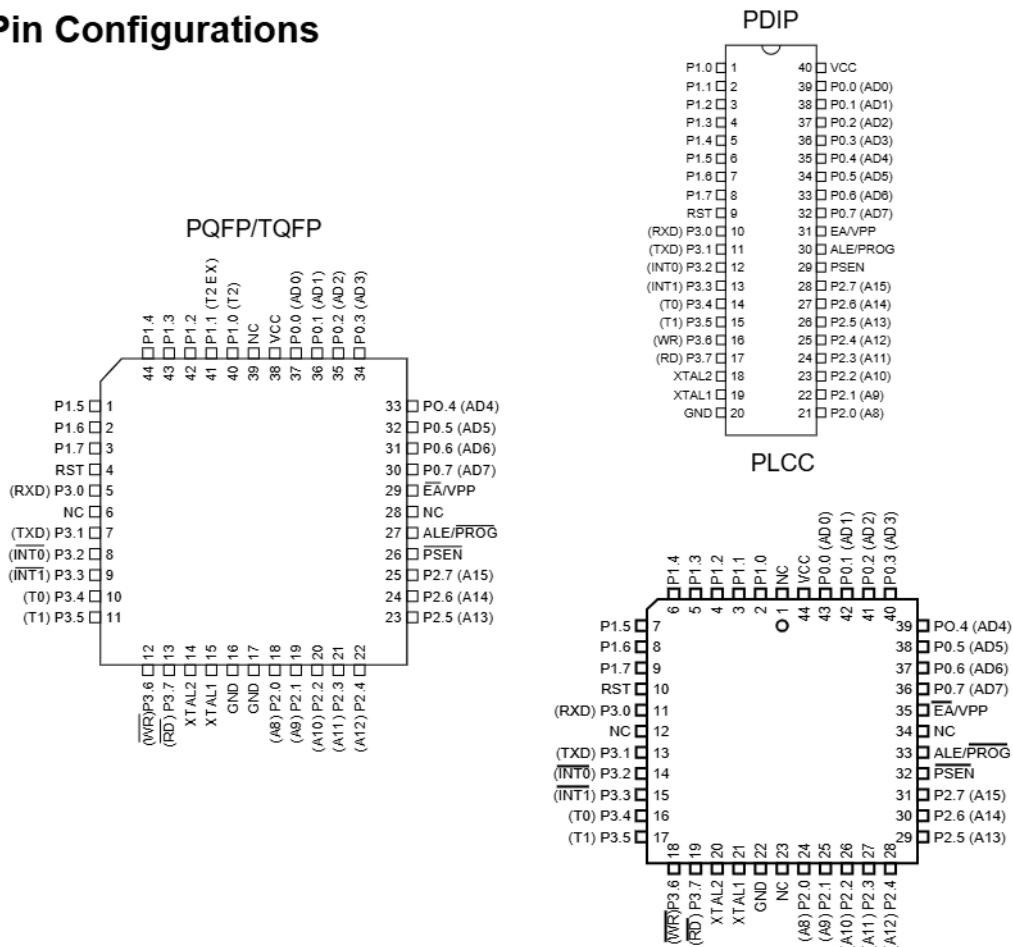 Pin Configurations
PDIP
P1.0 1 40 VCC
P1.1 2 39 P0.0 (AD0)
P1.2 3 38 P0.1 (AD1)
P1.3 4 37 P0.2 (AD2)
P1.4 5 36 P0.3 (AD3)
P1.5 6 35 P0.4 (AD4)
P1.6 7 34 P0.5 (AD5)
P1.7 8 33 P0.6 (AD6)
RST 9 32 P0.7 (AD7)
(RXD) P3.0 10 31 EA/VPP
(TXD) P3.1 11 30 ALE/PROG
(INT0) P3.2 12 29 PSEN
(INT1) P3.3 13 28 P2.7 (A15)
(T0) P3.4 14 27 P2.6 (A14)
(T1) P3.5 15 26 P2.5 (A13)
(WR) P3.6 16 25 P2.4 (A12)
(RD) P3.7 17 24 P2.3 (A11)
XTAL2 18 23 P2.2 (A10)
XTAL1 19 22 P2.1 (A9)
GND 20 21 P2.0 (A8)
PQFP/TQFP
P1.4
P1.3
P1.2
P1.1 (T2 EX)
P1.0 (T2)
NC
VCC
P0.0 (AD0)
P0.1 (AD1)
P0.2 (AD2)
P0.3 (AD3)
44 43 42 41 40 39 38 37 36 35 34
P1.5 1 33 PO.4 (AD4)
P1.6 2 32 P0.5 (AD5)
P1.7 3 31 P0.6 (AD6)
RST 4 30 P0.7 (AD7)
(RXD) P3.0 5 29 EA/VPP
NC 6 28 NC
(TXD) P3.1 7 27 ALE/PROG
(INT0) P3.2 8 26 PSEN
(INT1) P3.3 9 25 P2.7 (A15)
(T0) P3.4 10 24 P2.6 (A14)
(T1) P3.5 11 23 P2.5 (A13)
12 13 14 15 16 17 18 19 20 21 22
(WR)P3.6
(RD) P3.7
XTAL2
XTAL1
GND
GND
(A8) P2.0
(A9) P2.1
(A10) P2.2
(A11) P2.3
(A12) P2.4
PLCC
P1.4
P1.3
P1.2
P1.1
P1.0
NC
VCC
P0.0 (AD0)
P0.1 (AD1)
P0.2 (AD2)
P0.3 (AD3)
6 5 4 3 2 1 44 43 42 41 40
P1.5 7 39 PO.4 (AD4)
P1.6 8 38 P0.5 (AD5)
P1.7 9 37 P0.6 (AD6)
RST 10 36 P0.7 (AD7)
(RXD) P3.0 11 35 EA/VPP
NC 12 34 NC
(TXD) P3.1 13 33 ALE/PROG
(INT0) P3.2 14 32 PSEN
(INT1) P3.3 15 31 P2.7 (A15)
(T0) P3.4 16 30 P2.6 (A14)
(T1) P3.5 17 29 P2.5 (A13)
18 19 20 21 22 23 24 25 26 27 28
(WR)P3.6
(RD) P3.7
XTAL2
XTAL1
GND
NC
(A8) P2.0
(A9) P2.1
(A10) P2.2
(A11) P2.3
(A12) P2.4